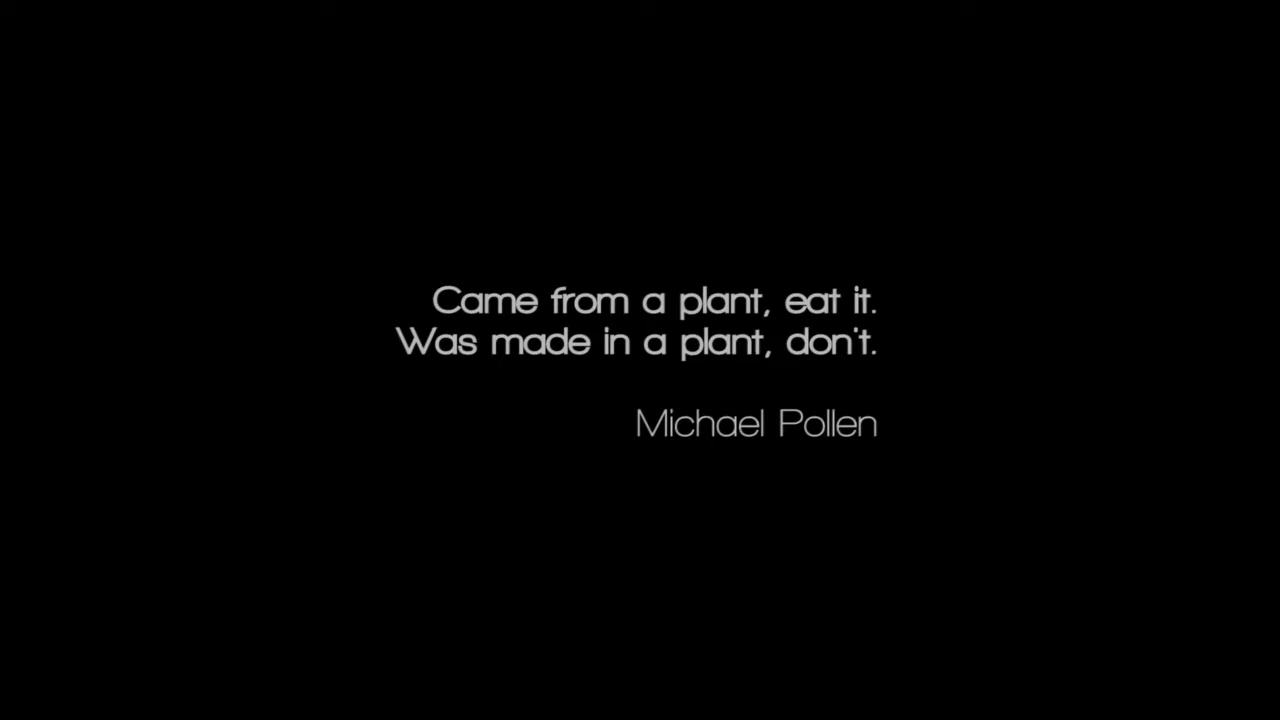 Came from a plant, eat it.
Was made in a plant, don't.
Michael Pollen